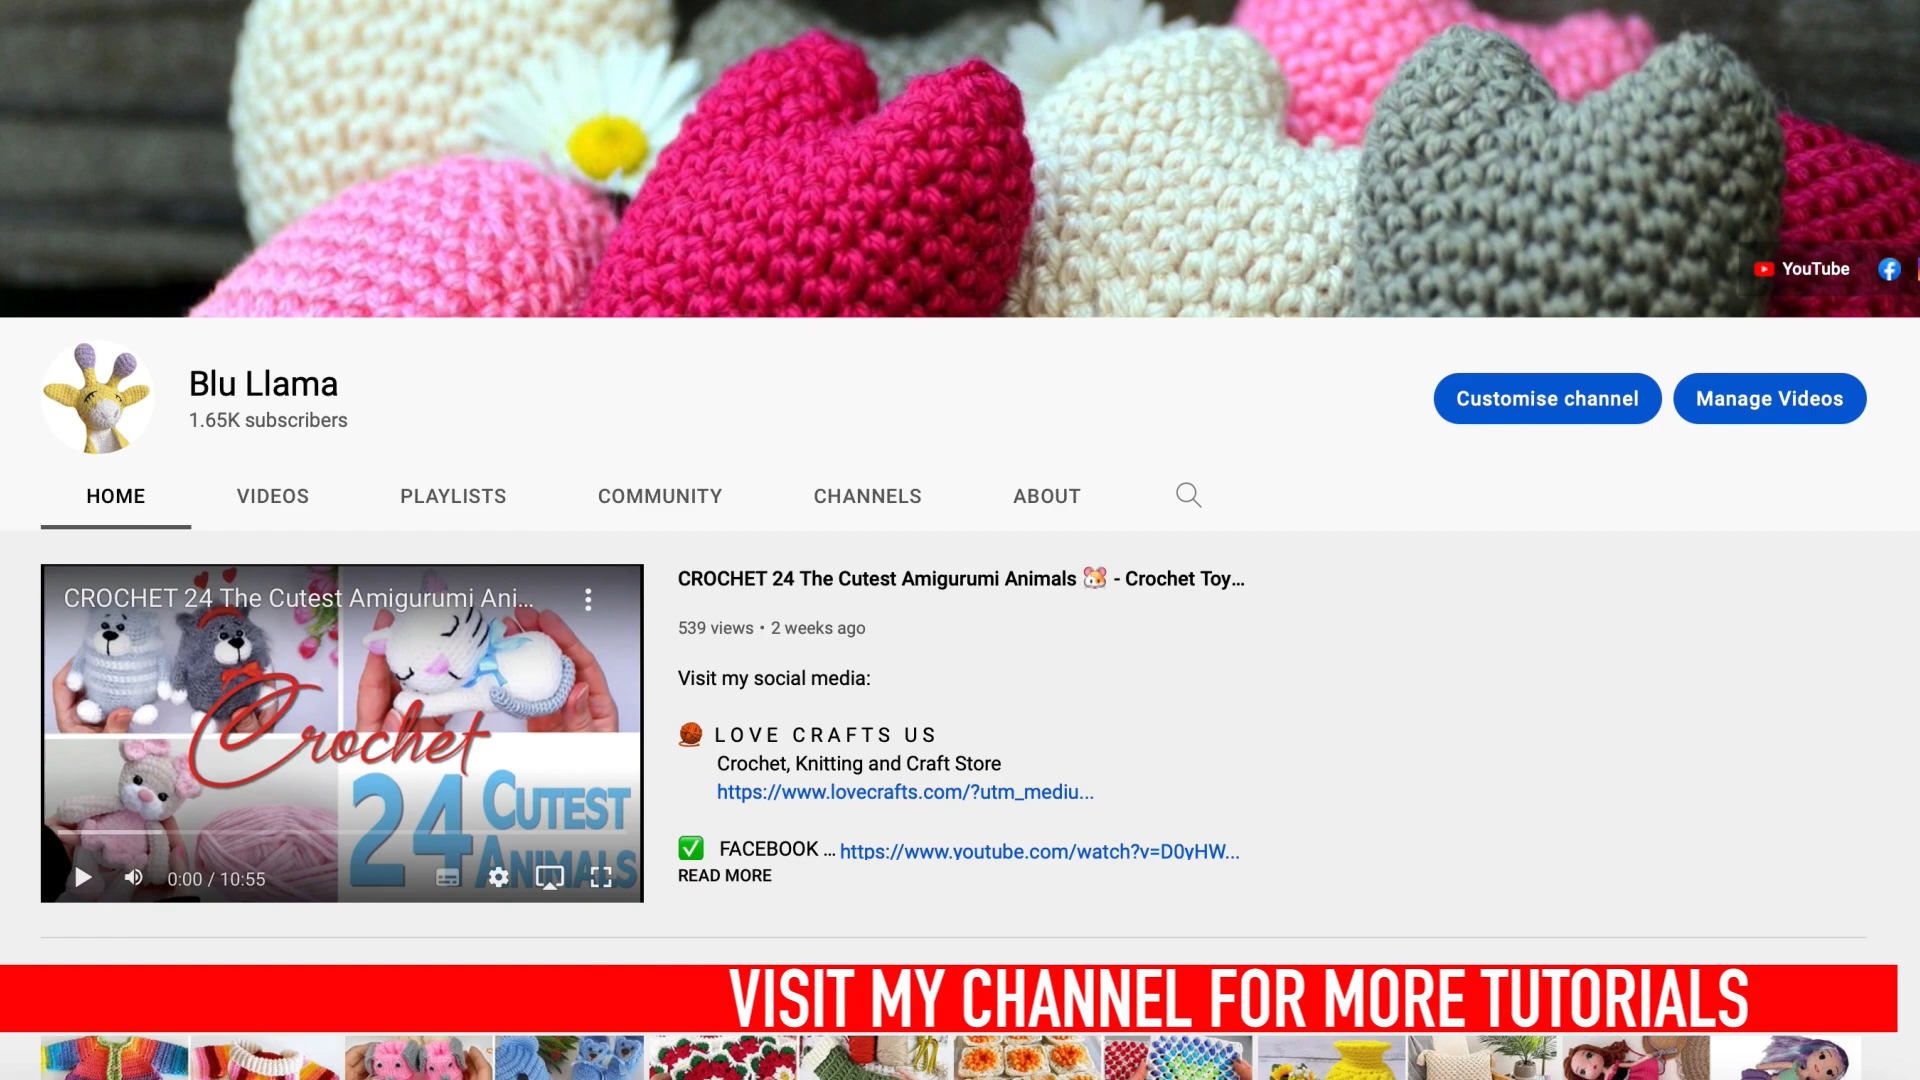 YouTube
Blu Llama
1.65K subscribers
Customise channel
Manage Videos
HOME
VIDEOS
PLAYLISTS
COMMUNITY
CHANNELS
ABOUT
CROCHET 24 The Cutest Amigurumi Ani...
Crochet
24 CUTEST
ANIMALS
0:00 / 10:55
CROCHET 24 The Cutest Amigurumi Animals 🐹 - Crochet Toy...
539 views • 2 weeks ago
Visit my social media:
🧶 L O V E C R A F T S U S
Crochet, Knitting and Craft Store
https://www.lovecrafts.com/?utm_mediu...
✅ FACEBOOK ... https://www.youtube.com/watch?v=D0yHW...
READ MORE
VISIT MY CHANNEL FOR MORE TUTORIALS